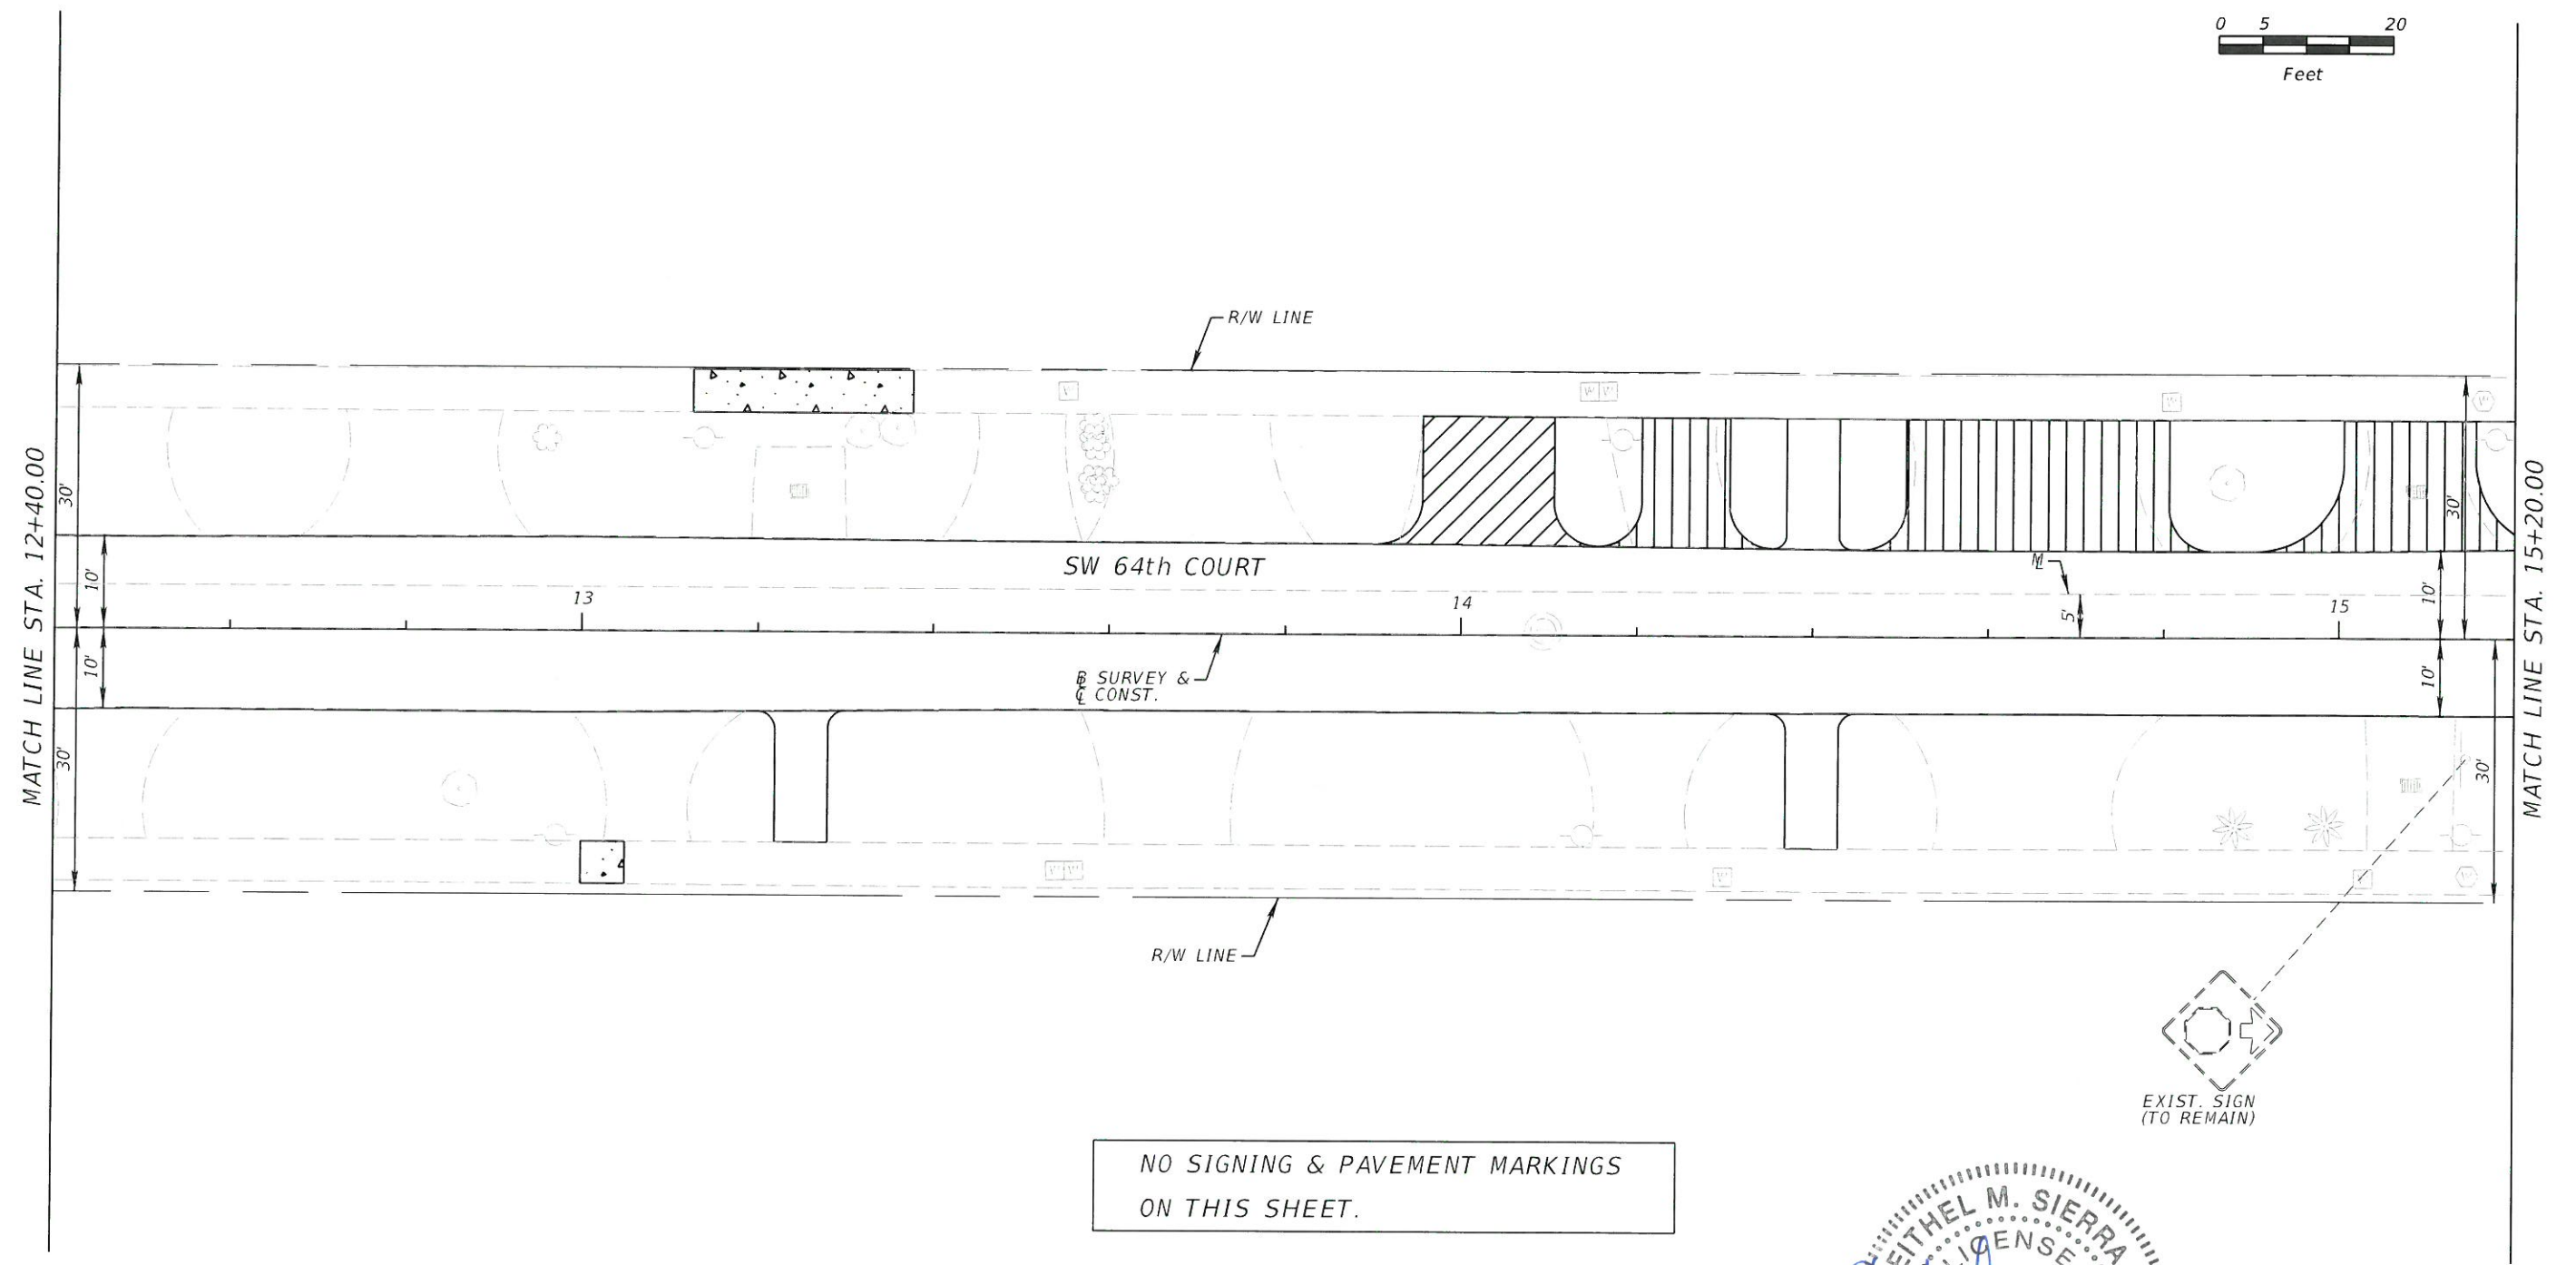 0 5 20
Feet
R/W LINE
MATCH LINE STA. 12+40.00
MATCH LINE STA. 15+20.00
30'
30'
10'
SW 64th COURT
10'
13
14
15
5'
10'
10'
℄ SURVEY &
℄ CONST.
30'
30'
R/W LINE
EXIST. SIGN
(TO REMAIN)
NO SIGNING & PAVEMENT MARKINGS
ON THIS SHEET.
EITHEL M. SIERRA
LICENSE